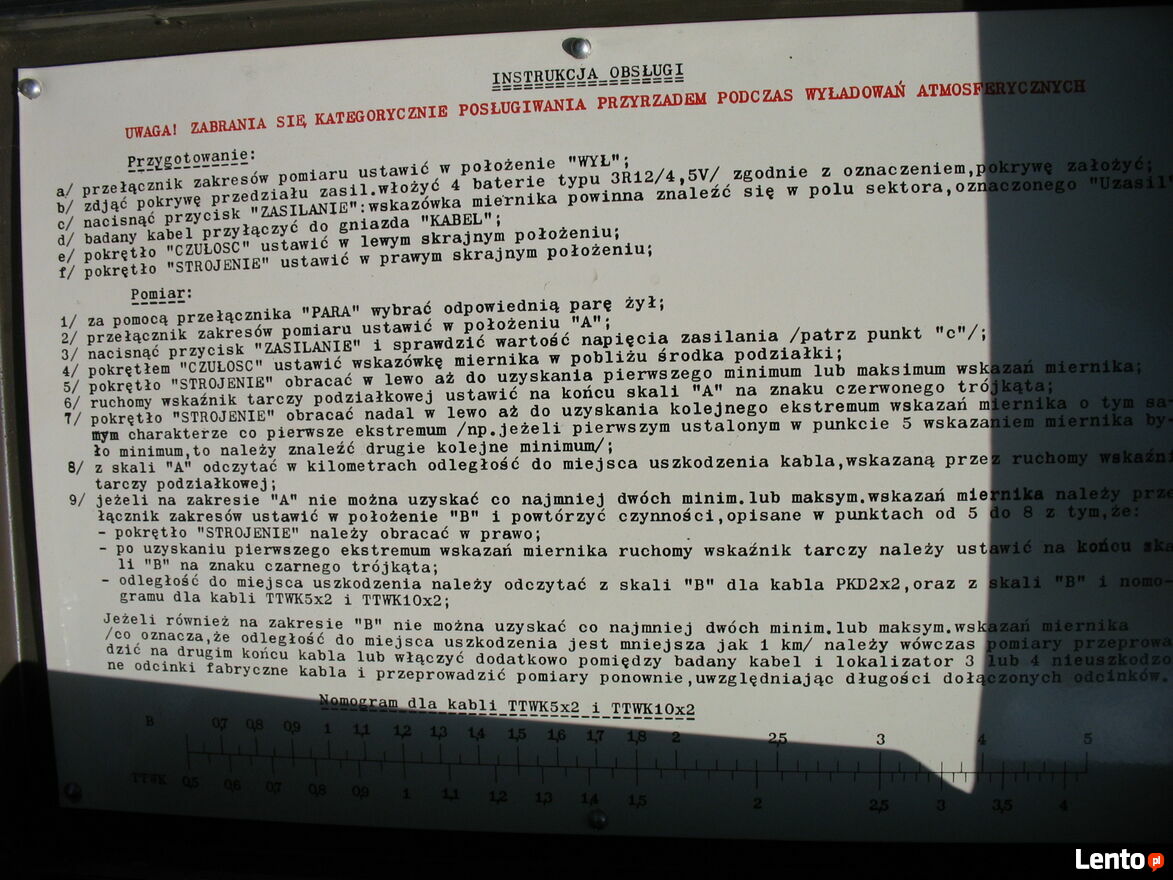 INSTRUKCJA OBSŁUGI
UWAGA! ZABRANIA SIĘ KATEGORYCZNIE POSŁUGIWANIA PRZYRZADEM PODCZAS WYŁADOWAŃ ATMOSFERYCZNYCH
Przygotowanie:
a/ przełącznik zakresów pomiaru ustawić w położenie "WYŁ";
b/ zdjąć pokrywę przedziału zasil.włożyć 4 baterie typu 3R12/4,5V/ zgodnie z oznaczeniem,pokrywę założyć;
c/ nacisnąć przycisk "ZASILANIE":wskazówka miernika powinna znaleźć się w polu sektora,oznaczonego "Uzasil"
d/ badany kabel przyłączyć do gniazda "KABEL";
e/ pokrętło "CZUŁOSC" ustawić w lewym skrajnym położeniu;
f/ pokrętło "STROJENIE" ustawić w prawym skrajnym położeniu;
Pomiar:
1/ za pomocą przełącznika "PARA" wybrać odpowiednią parę żył;
2/ przełącznik zakresów pomiaru ustawić w położeniu "A";
3/ nacisnąć przycisk "ZASILANIE" i sprawdzić wartość napięcia zasilania /patrz punkt "c"/;
4/ pokrętłem "CZUŁOSC" ustawić wskazówkę miernika w pobliżu środka podziałki;
5/ pokrętło "STROJENIE" obracać w lewo aż do uzyskania pierwszego minimum lub maksimum wskazań miernika;
6/ ruchomy wskaźnik tarczy podziałkowej ustawić na końcu skali "A" na znaku czerwonego trójkąta;
7/ pokrętło "STROJENIE" obracać nadal w lewo aż do uzyskania kolejnego ekstremum wskazań miernika o tym sa-
mym charakterze co pierwsze ekstremum /np.jeżeli pierwszym ustalonym w punkcie 5 wskazaniem miernika by-
ło minimum,to należy znaleźć drugie kolejne minimum/;
8/ z skali "A" odczytać w kilometrach odległość do miejsca uszkodzenia kabla,wskazaną przez ruchomy wskaźni
tarczy podziałkowej;
9/ jeżeli na zakresie "A" nie można uzyskać co najmniej dwóch minim.lub maksym.wskazań miernika należy prze
łącznik zakresów ustawić w położenie "B" i powtórzyć czynności,opisane w punktach od 5 do 8 z tym,że:
- pokrętło "STROJENIE" należy obracać w prawo;
- po uzyskaniu pierwszego ekstremum wskazań miernika ruchomy wskaźnik tarczy należy ustawić na końcu ska
li "B" na znaku czarnego trójkąta;
- odległość do miejsca uszkodzenia należy odczytać z skali "B" dla kabla PKD2x2,oraz z skali "B" i nomo-
gramu dla kabli TTWK5x2 i TTWK10x2;
Jeżeli również na zakresie "B" nie można uzyskać co najmniej dwóch minim.lub maksym.wskazań miernika
/co oznacza,że odległość do miejsca uszkodzenia jest mniejsza jak 1 km/ należy wówczas pomiary przeprowa
dzić na drugim końcu kabla lub włączyć dodatkowo pomiędzy badany kabel i lokalizator 3 lub 4 nieuszkodzo
ne odcinki fabryczne kabla i przeprowadzić pomiary ponownie,uwzględniając długości dołączonych odcinków.
Nomogram dla kabli TTWK5x2 i TTWK10x2
B 0,7 0,8 0,9 1 1,1 1,2 1,3 1,4 1,5 1,6 1,7 1,8 2 2,5 3 4 5
TTWK 0,5 0,6 0,7 0,8 0,9 1 1,1 1,2 1,3 1,4 1,5 2 2,5 3 3,5 4
Lento.pl